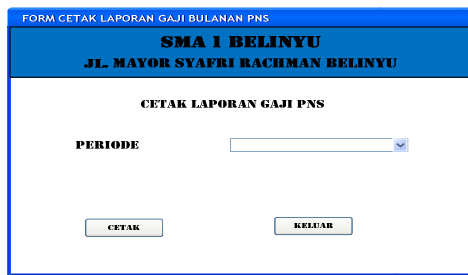 FORM CETAK LAPORAN GAJI BULANAN PNS
SMA 1 BELINYU
JL. MAYOR SYAFRI RACHMAN BELINYU
CETAK LAPORAN GAJI PNS
PERIODE
CETAK KELUAR